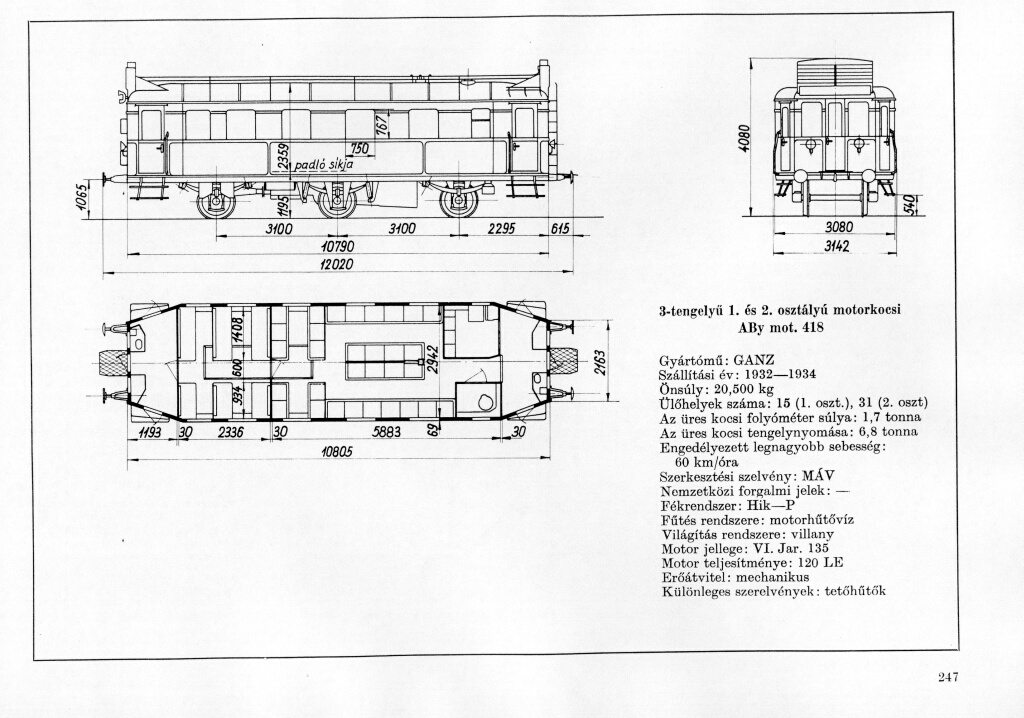 1065
2359
767
750
padló síkja
1195
3100
3100
2295
615
10790
12020
4080
540
3080
3142
1408
600
934
2942
2163
1193
30
2336
30
5883
69
30
10805
3-tengelyű 1. és 2. osztályú motorkocsi
ABy mot. 418
Gyártómű: GANZ
Szállítási év: 1932—1934
Önsúly: 20,500 kg
Ülőhelyek száma: 15 (1. oszt.), 31 (2. oszt)
Az üres kocsi folyóméter súlya: 1,7 tonna
Az üres kocsi tengelynyomása: 6,8 tonna
Engedélyezett legnagyobb sebesség:
60 km/óra
Szerkesztési szelvény: MÁV
Nemzetközi forgalmi jelek: —
Fékrendszer: Hik—P
Fűtés rendszere: motorhűtővíz
Világítás rendszere: villany
Motor jellege: VI. Jar. 135
Motor teljesítménye: 120 LE
Erőátvitel: mechanikus
Különleges szerelvények: tetőhűtők
247